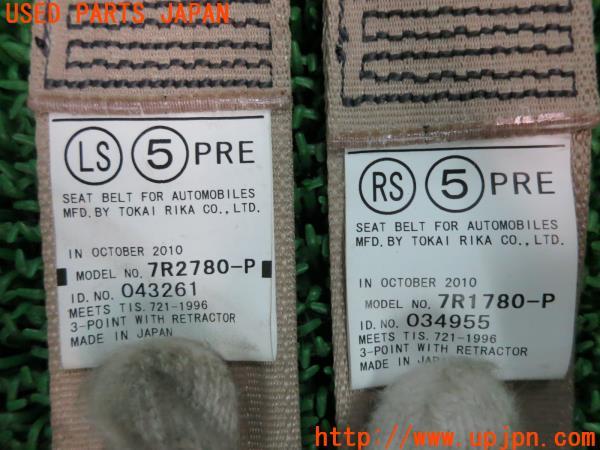 USED PARTS JAPAN
LS 5 PRE
SEAT BELT FOR AUTOMOBILES
MFD. BY TOKAI RIKA CO., LTD.
IN OCTOBER 2010
MODEL NO. 7R2780-P
ID. NO. 043261
MEETS TIS. 721-1996
3-POINT WITH RETRACTOR
MADE IN JAPAN
RS 5 PRE
SEAT BELT FOR AUTOMOBILES
MFD. BY TOKAI RIKA CO., LTD.
IN OCTOBER 2010
MODEL NO. 7R1780-P
ID. NO. 034955
MEETS TIS. 721-1996
3-POINT WITH RETRACTOR
MADE IN JAPAN
http://www.upjpn.com/